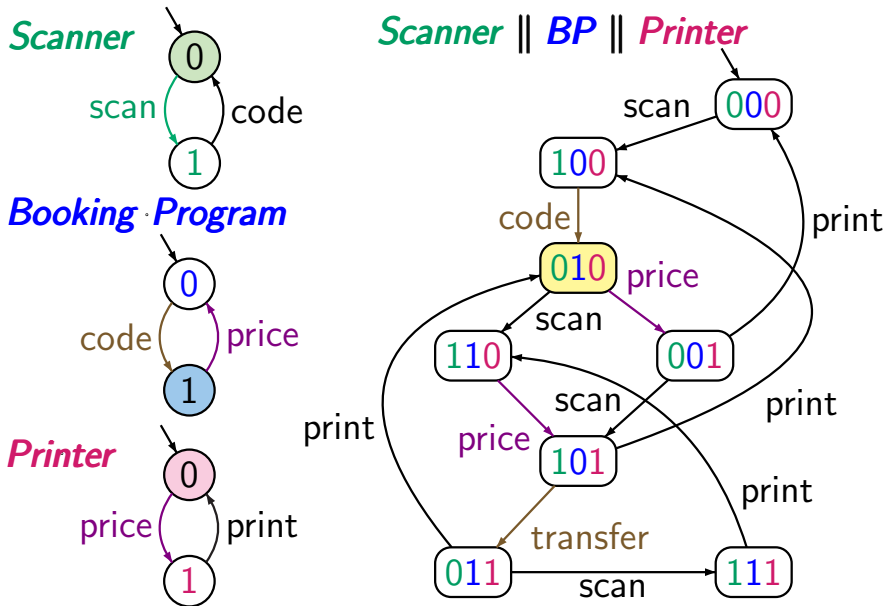 Scanner
0
scan
code
1
Booking Program
0
code
price
1
Printer
0
price
print
1
Scanner || BP || Printer
000
scan
100
code
print
010
price
scan
110
001
scan
print
print
price
101
print
transfer
011
scan
111